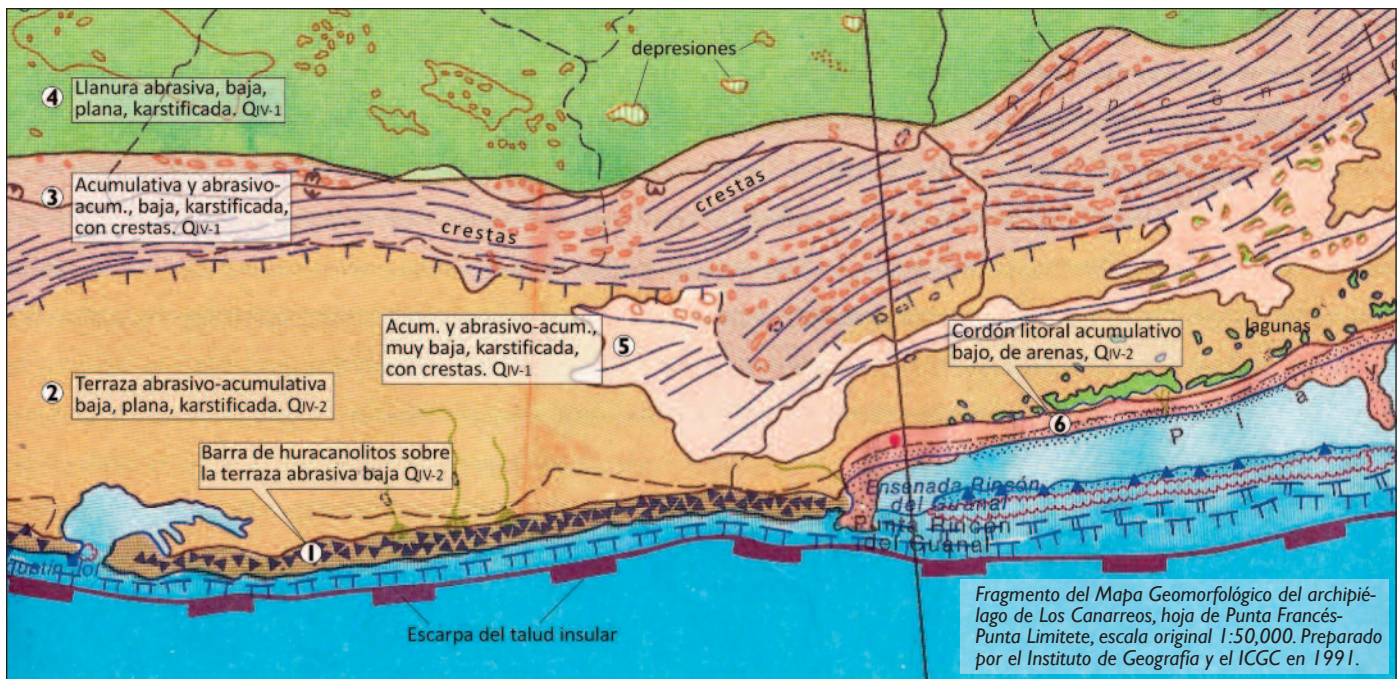 depresiones
4
Llanura abrasiva, baja,
plana, karstificada. QIV-1
Rincón
3
Acumulativa y abrasivo-
acum., baja, karstificada,
con crestas. QIV-1
crestas
crestas
Acum. y abrasivo-acum.,
muy baja, karstificada,
con crestas. QIV-1
5
Cordón litoral acumulativo
bajo, de arenas, QIV-2
lagunas
2
Terraza abrasivo-acumulativa
baja, plana, karstificada. QIV-2
6
Barra de huracanolitos sobre
la terraza abrasiva baja QIV-2
Ensenada Rincón
del Guanal
Punta Rincón
del Guanal
1
Escarpa del talud insular
Fragmento del Mapa Geomorfológico del archipié-
lago de Los Canarreos, hoja de Punta Francés-
Punta Limitete, escala original 1:50,000. Preparado
por el Instituto de Geografía y el ICGC en 1991.